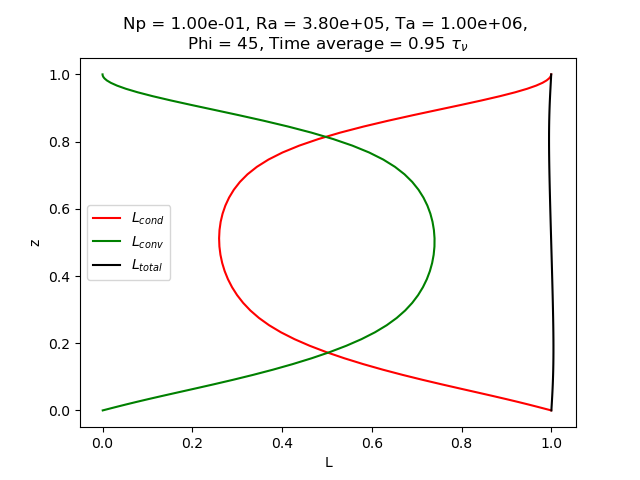 Np = 1.00e-01, Ra = 3.80e+05, Ta = 1.00e+06,
Phi = 45, Time average = 0.95 τν
1.0
0.8
0.6
0.4
0.2
0.0
z
Lcond
Lconv
Ltotal
0.0 0.2 0.4 0.6 0.8 1.0
L